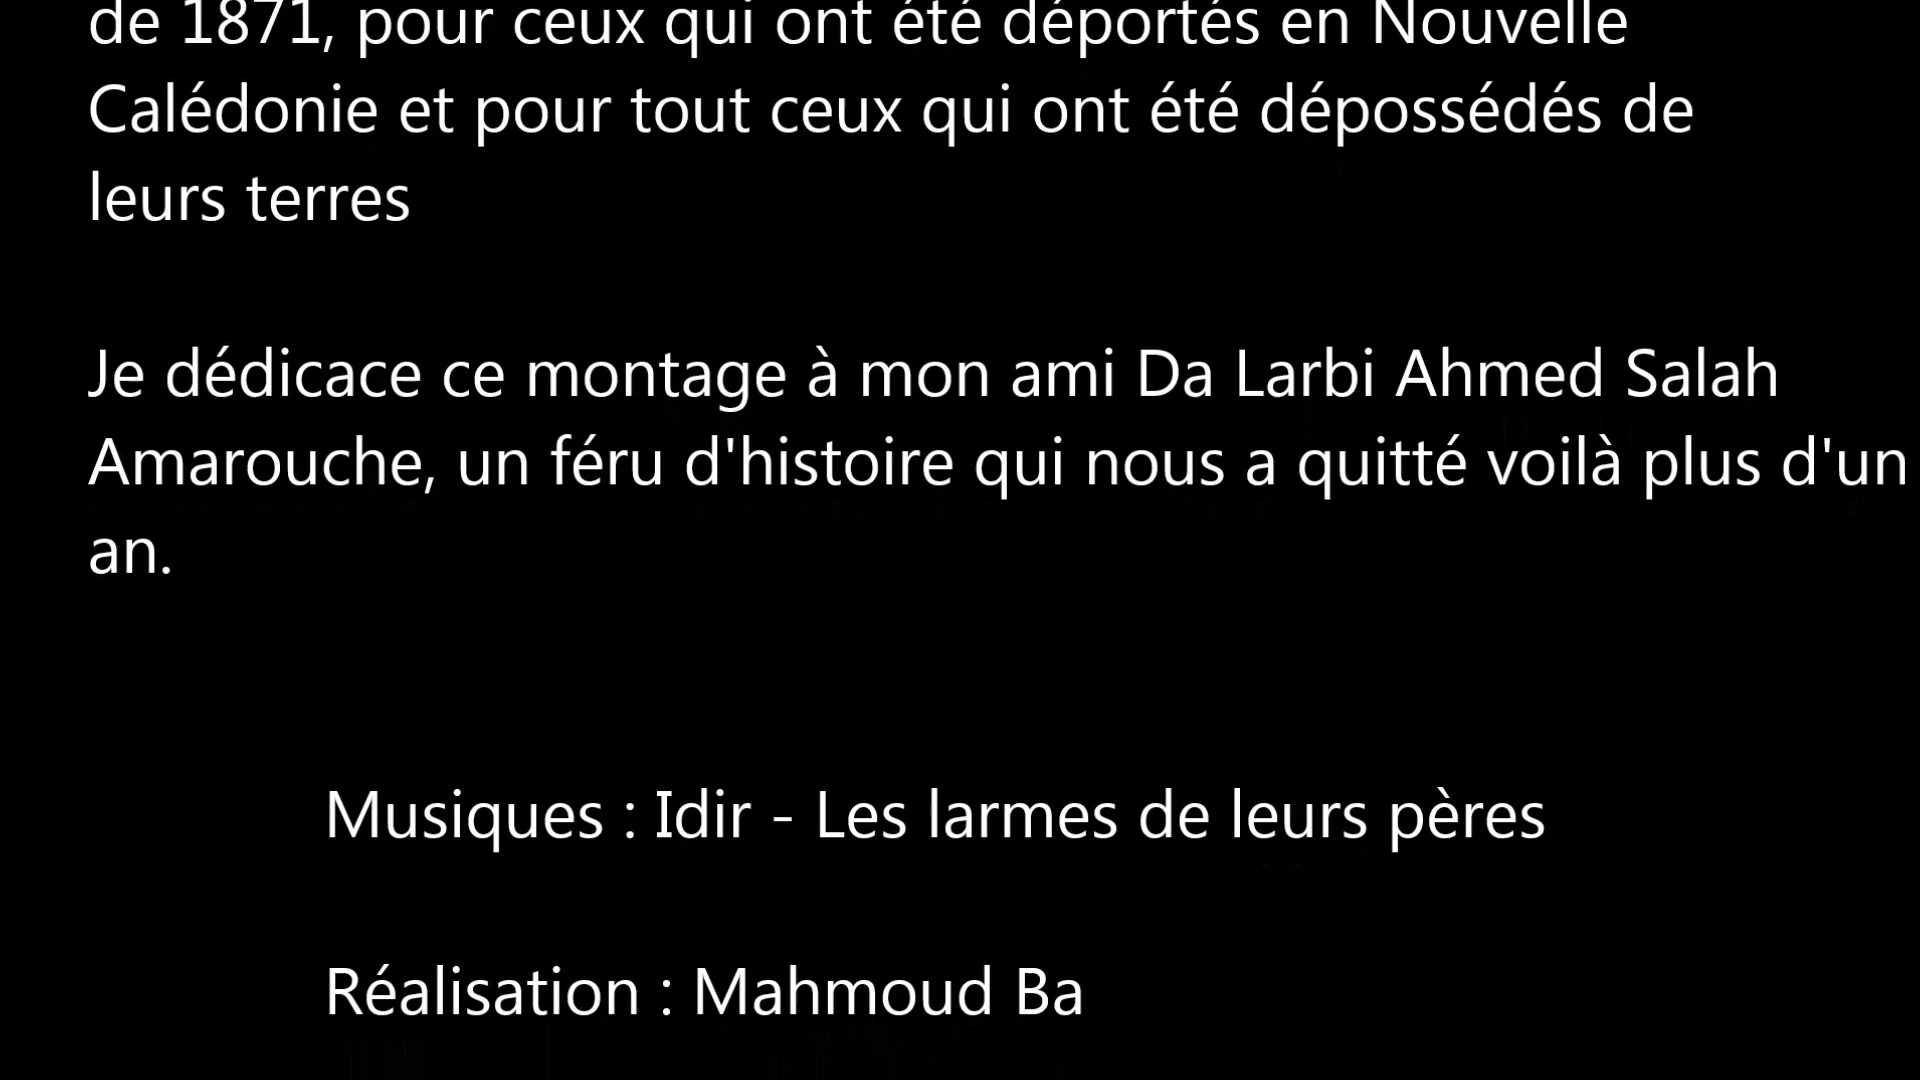 de 1871, pour ceux qui ont été déportés en Nouvelle
Calédonie et pour tout ceux qui ont été dépossédés de
leurs terres
Je dédicace ce montage à mon ami Da Larbi Ahmed Salah
Amarouche, un féru d'histoire qui nous a quitté voilà plus d'un
an.
Musiques : Idir - Les larmes de leurs pères
Réalisation : Mahmoud Ba